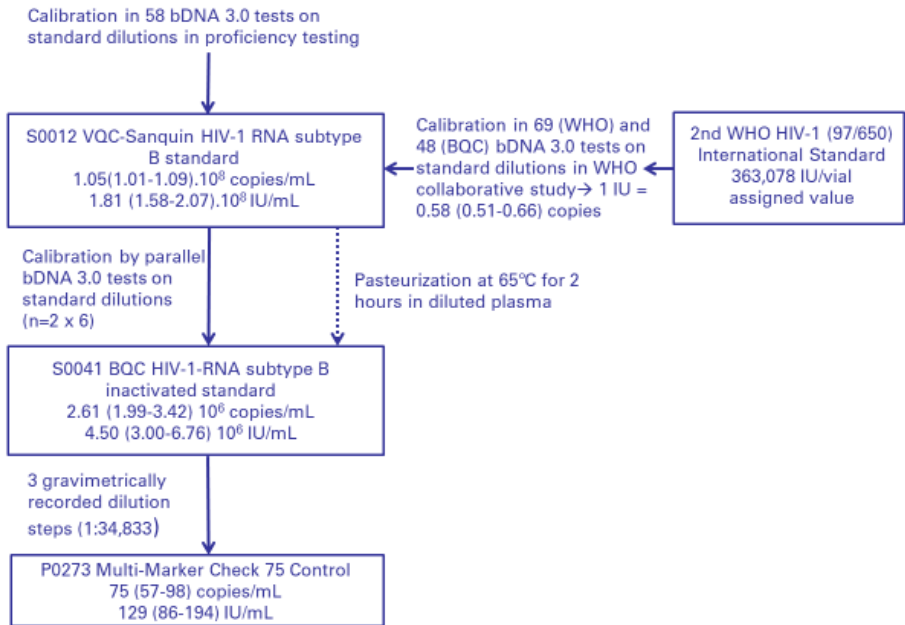 Calibration in 58 bDNA 3.0 tests on
standard dilutions in proficiency testing
S0012 VQC-Sanquin HIV-1 RNA subtype
B standard
1.05(1.01-1.09).10⁸ copies/mL
1.81 (1.58-2.07).10⁸ IU/mL
Calibration in 69 (WHO) and
48 (BQC) bDNA 3.0 tests on
standard dilutions in WHO
collaborative study→ 1 IU =
0.58 (0.51-0.66) copies
2nd WHO HIV-1 (97/650)
International Standard
363,078 IU/vial
assigned value
Calibration by parallel
bDNA 3.0 tests on
standard dilutions
(n=2 x 6)
Pasteurization at 65°C for 2
hours in diluted plasma
S0041 BQC HIV-1-RNA subtype B
inactivated standard
2.61 (1.99-3.42) 10⁶ copies/mL
4.50 (3.00-6.76) 10⁶ IU/mL
3 gravimetrically
recorded dilution
steps (1:34,833)
P0273 Multi-Marker Check 75 Control
75 (57-98) copies/mL
129 (86-194) IU/mL